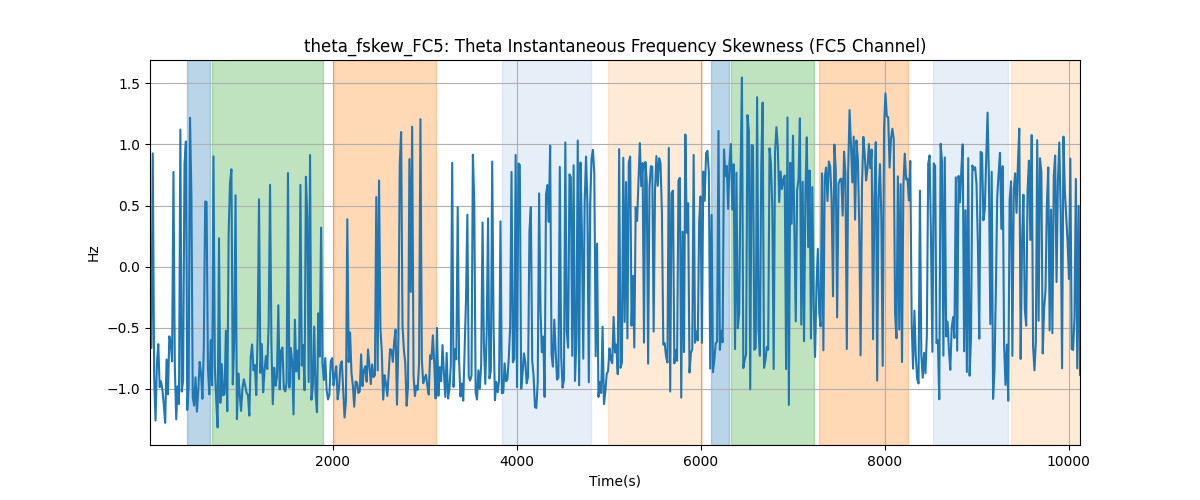 theta_fskew_FC5: Theta Instantaneous Frequency Skewness (FC5 Channel)
Hz
1.5
1.0
0.5
0.0
−0.5
−1.0
2000 4000 6000 8000 10000
Time(s)